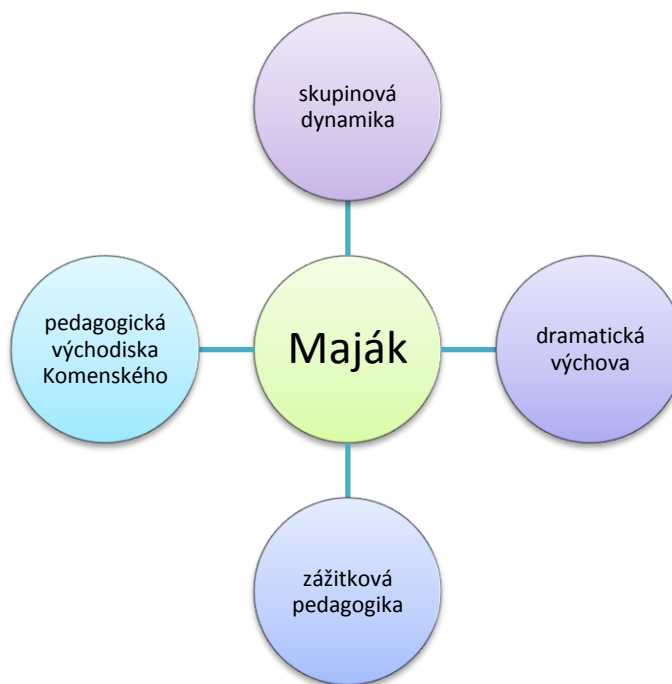 skupinová
dynamika
pedagogická
východiska
Komenského
Maják
dramatická
výchova
zážitková
pedagogika